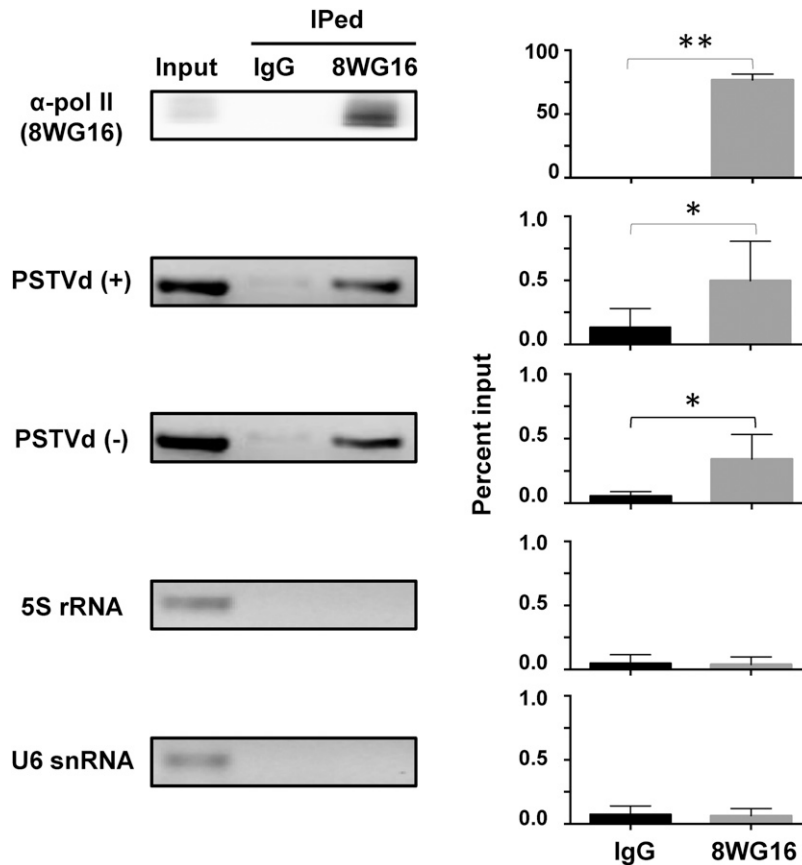 IPed
Input IgG 8WG16
α-pol II
(8WG16)
PSTVd (+)
PSTVd (-)
5S rRNA
U6 snRNA
Percent input
100
**
50
0
1.0
*
0.5
0.0
1.0
*
0.5
0.0
1.0
0.5
0.0
1.0
0.5
0.0
IgG 8WG16